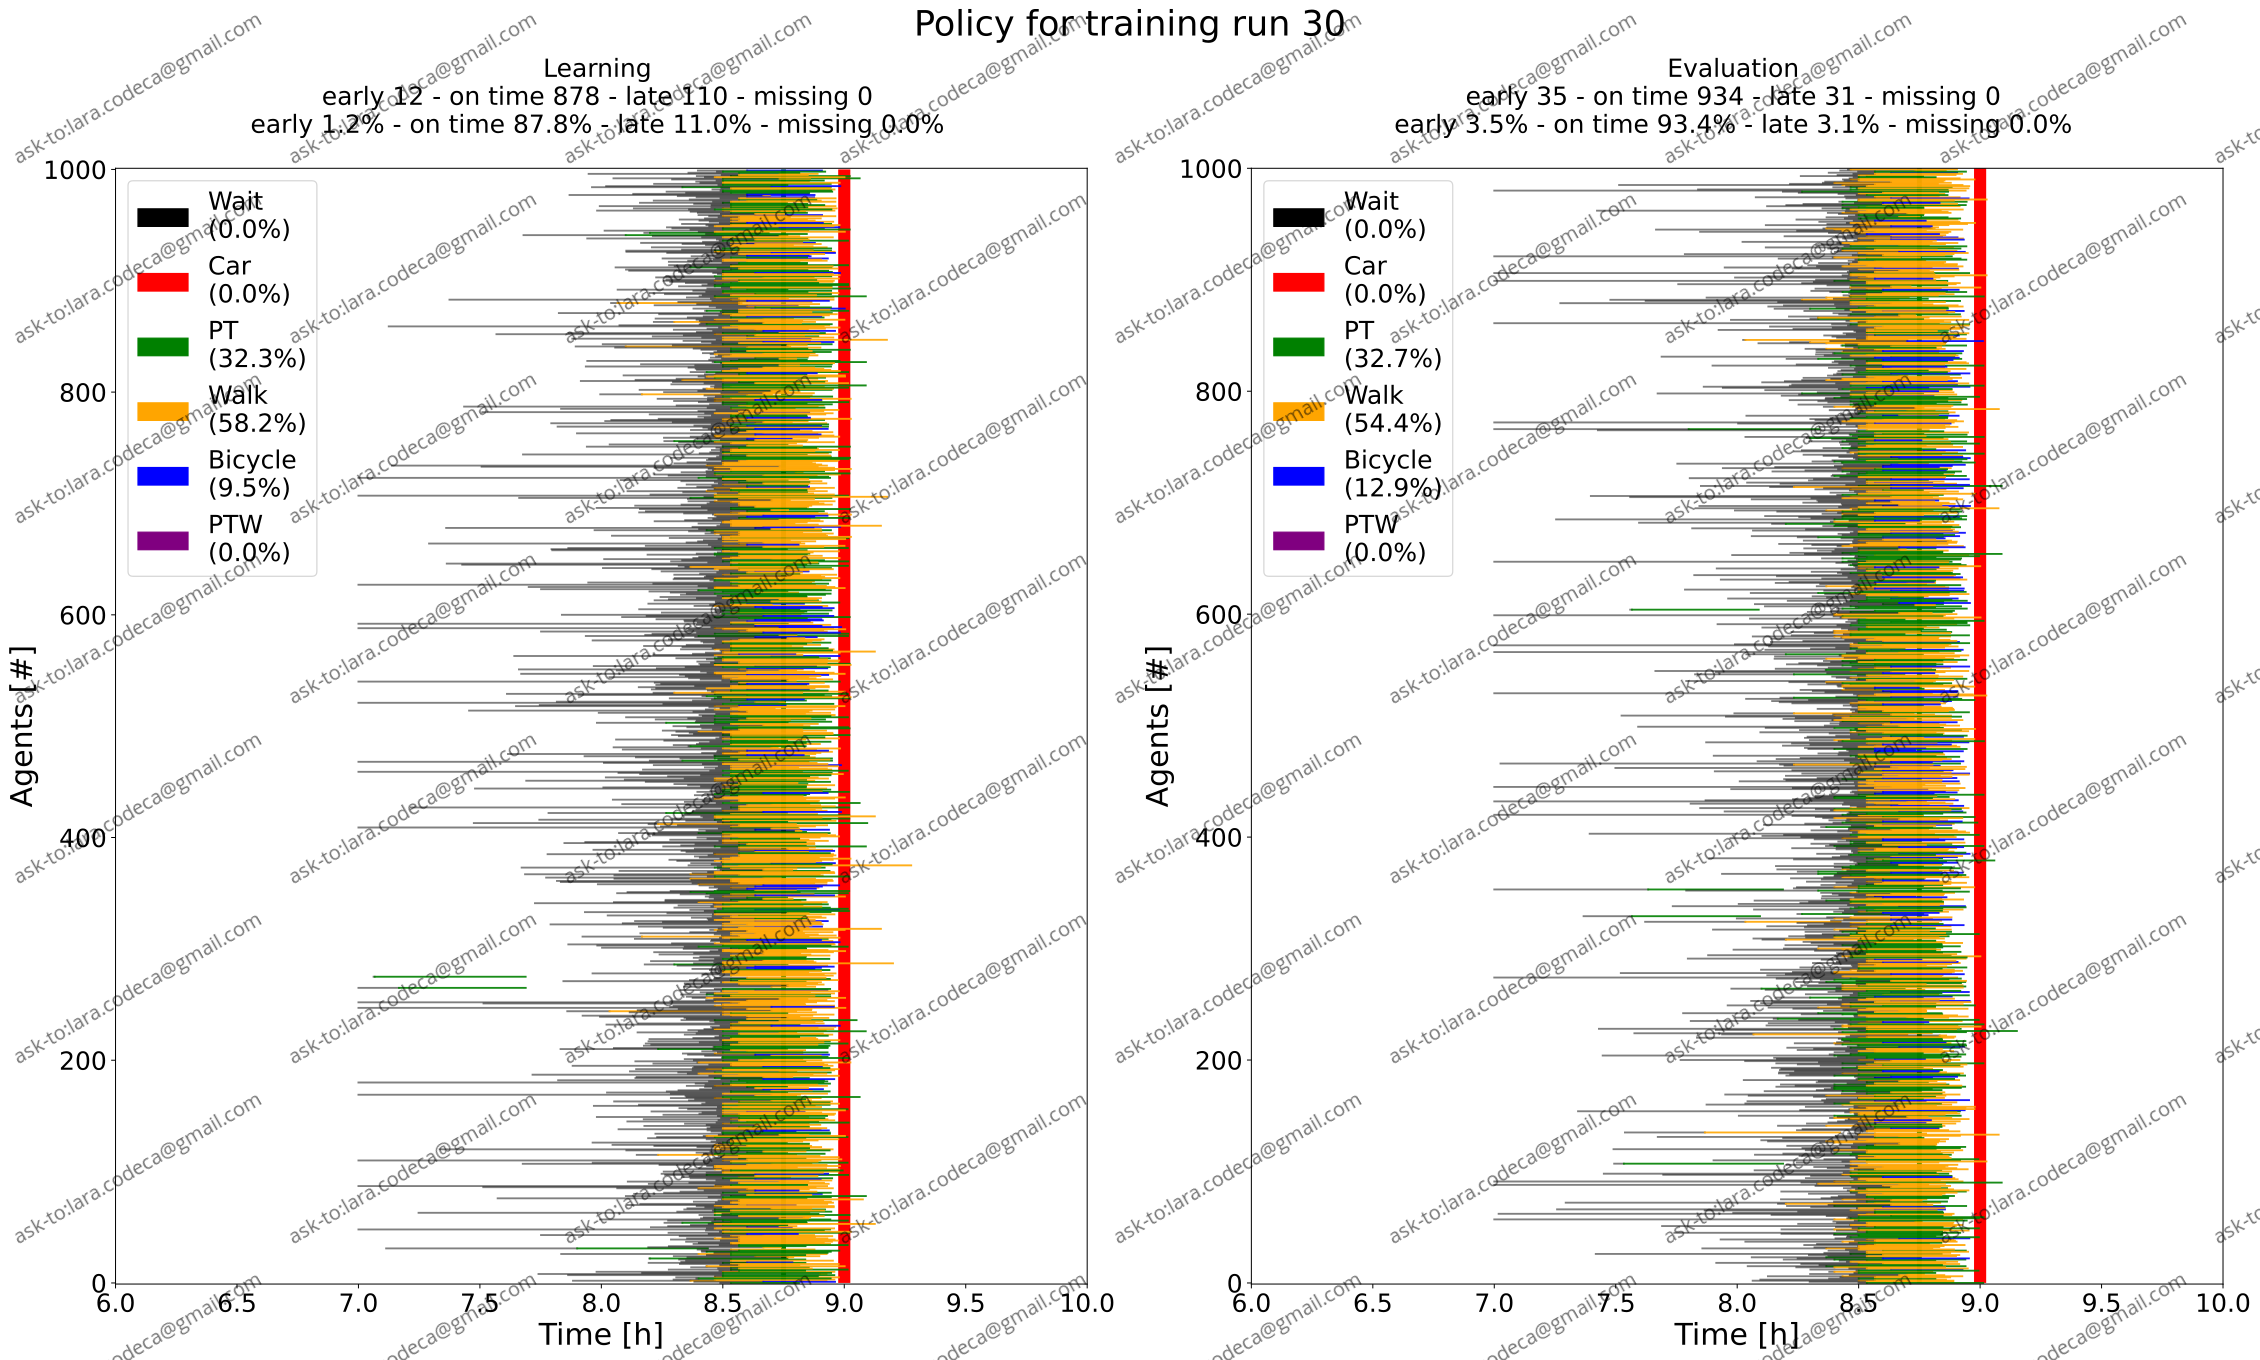 Policy for training run 30
Learning
early 12 - on time 878 - late 110 - missing 0
early 1.2% - on time 87.8% - late 11.0% - missing 0.0%
Evaluation
early 35 - on time 934 - late 31 - missing 0
early 3.5% - on time 93.4% - late 3.1% - missing 0.0%
Agents [#]
1000
800
600
400
200
0
Wait
(0.0%)
Car
(0.0%)
PT
(32.3%)
Walk
(58.2%)
Bicycle
(9.5%)
PTW
(0.0%)
6.0 6.5 7.0 7.5 8.0 8.5 9.0 9.5 10.0
Time [h]
Agents [#]
1000
800
600
400
200
0
Wait
(0.0%)
Car
(0.0%)
PT
(32.7%)
Walk
(54.4%)
Bicycle
(12.9%)
PTW
(0.0%)
6.0 6.5 7.0 7.5 8.0 8.5 9.0 9.5 10.0
Time [h]
ask-to:lara.codeca@gmail.com